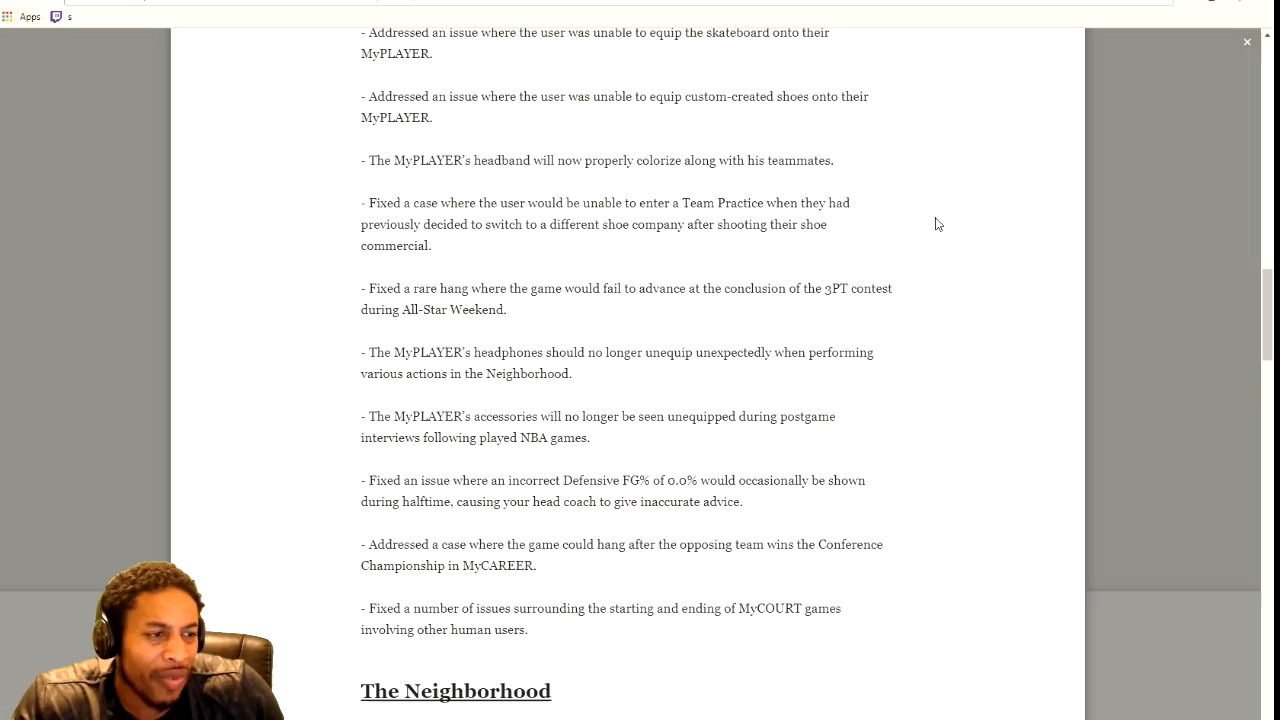 Apps
s
- Addressed an issue where the user was unable to equip the skateboard onto their
MyPLAYER.
- Addressed an issue where the user was unable to equip custom-created shoes onto their
MyPLAYER.
- The MyPLAYER’s headband will now properly colorize along with his teammates.
- Fixed a case where the user would be unable to enter a Team Practice when they had
previously decided to switch to a different shoe company after shooting their shoe
commercial.
- Fixed a rare hang where the game would fail to advance at the conclusion of the 3PT contest
during All-Star Weekend.
- The MyPLAYER’s headphones should no longer unequip unexpectedly when performing
various actions in the Neighborhood.
- The MyPLAYER’s accessories will no longer be seen unequipped during postgame
interviews following played NBA games.
- Fixed an issue where an incorrect Defensive FG% of 0.0% would occasionally be shown
during halftime, causing your head coach to give inaccurate advice.
- Addressed a case where the game could hang after the opposing team wins the Conference
Championship in MyCAREER.
- Fixed a number of issues surrounding the starting and ending of MyCOURT games
involving other human users.
The Neighborhood